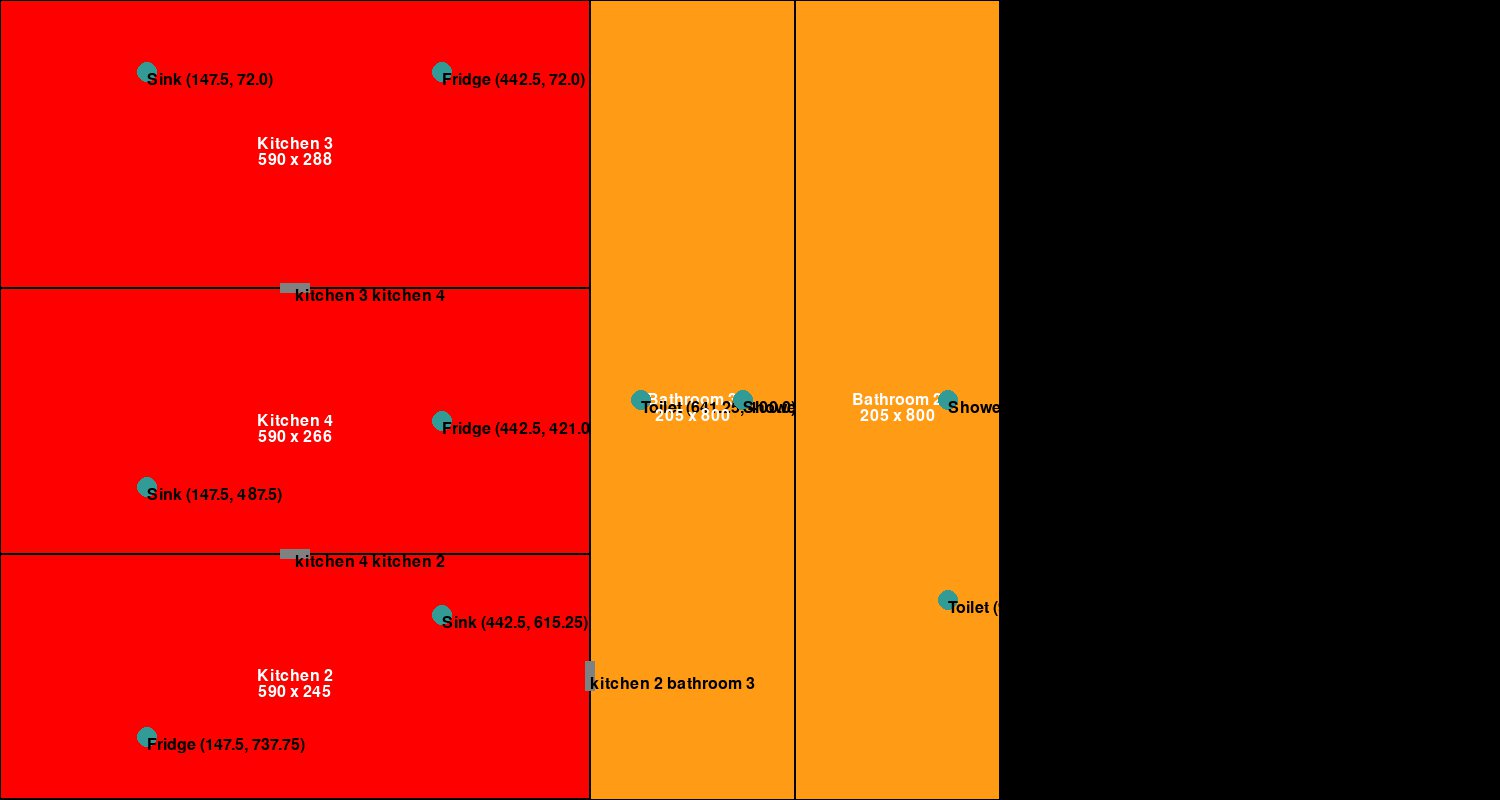 Sink (147.5, 72.0)
Fridge (442.5, 72.0)
Kitchen 3
590 x 288
kitchen 3 kitchen 4
Kitchen 4
590 x 266
Fridge (442.5, 421.0
Sink (147.5, 487.5)
Bathroom 3
205 x 800
Toilet (641.25, 400.0)
Showe
Bathroom 2
205 x 800
Showe
kitchen 4 kitchen 2
Toilet (
Sink (442.5, 615.25)
Kitchen 2
590 x 245
kitchen 2 bathroom 3
Fridge (147.5, 737.75)